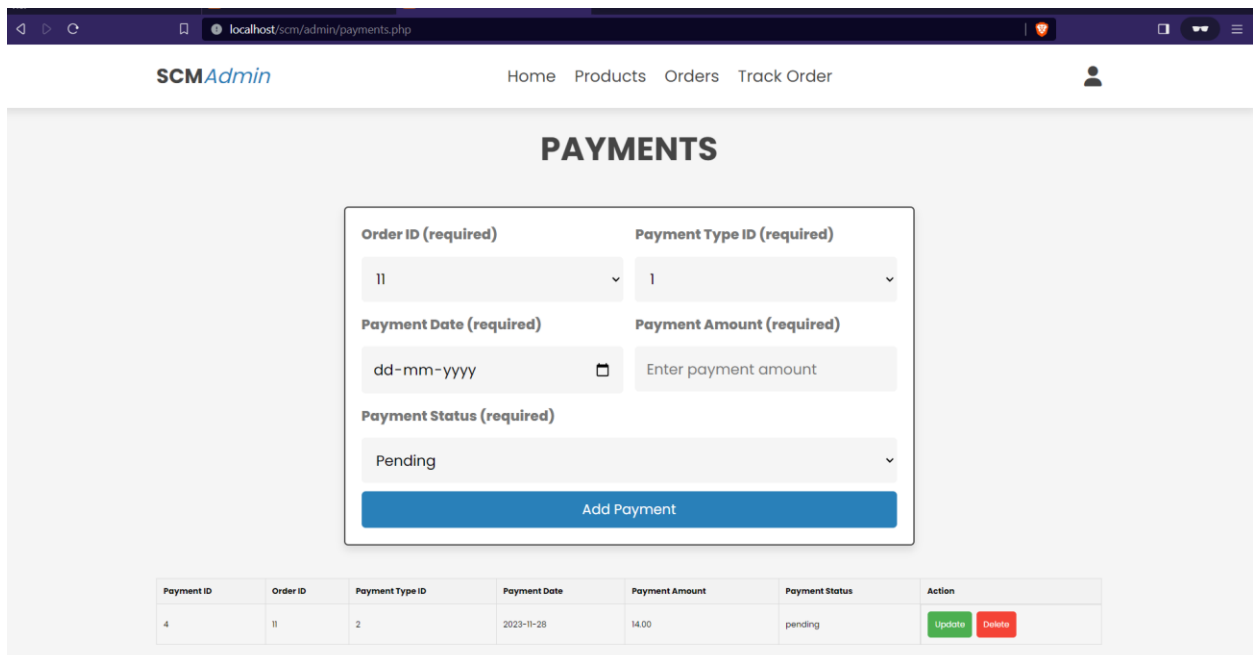 localhost/scm/admin/payments.php
SCMAdmin Home Products Orders Track Order
PAYMENTS
Order ID (required) Payment Type ID (required)
11 1
Payment Date (required) Payment Amount (required)
dd-mm-yyyy Enter payment amount
Payment Status (required)
Pending
Add Payment
Payment ID Order ID Payment Type ID Payment Date Payment Amount Payment Status Action
4 11 2 2023-11-28 14.00 pending Update Delete